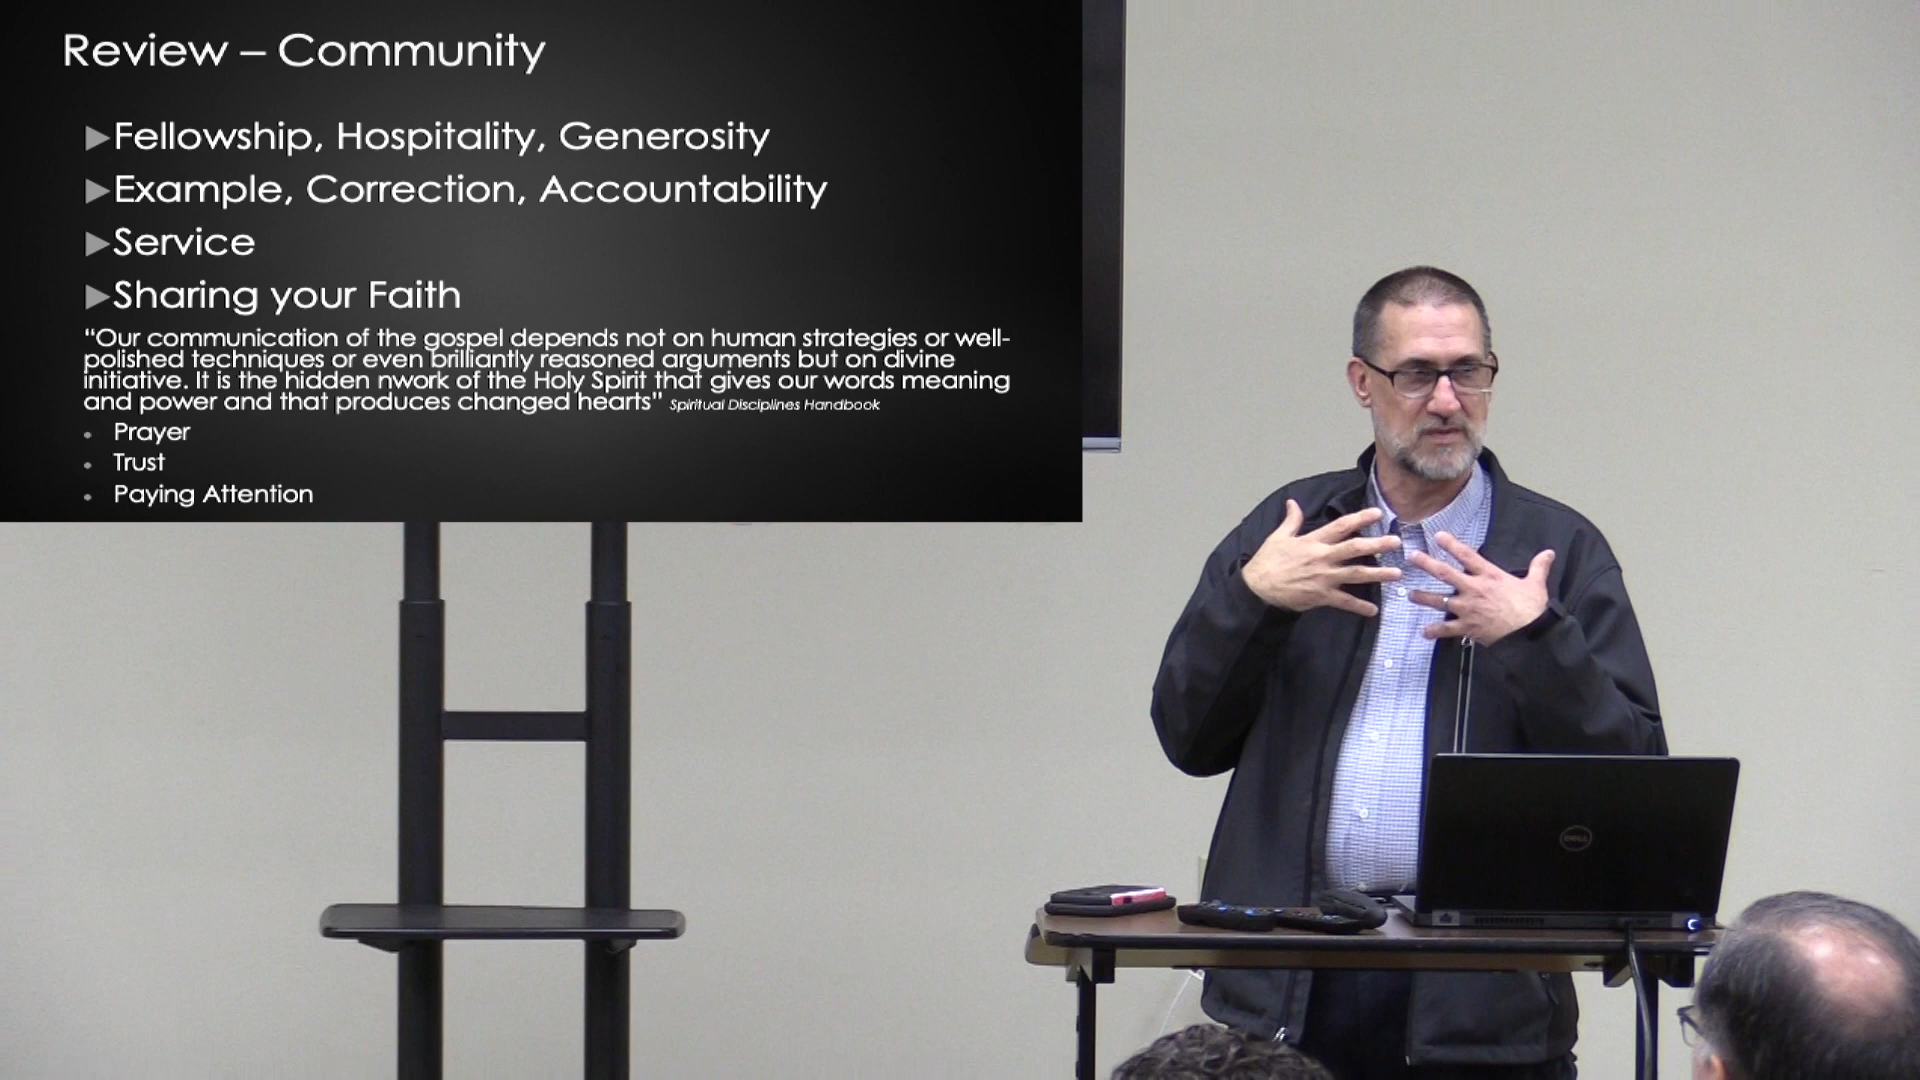 Review – Community
►Fellowship, Hospitality, Generosity
►Example, Correction, Accountability
►Service
►Sharing your Faith
“Our communication of the gospel depends not on human strategies or well-
polished techniques or even brilliantly reasoned arguments but on divine
initiative. It is the hidden nwork of the Holy Spirit that gives our words meaning
and power and that produces changed hearts” Spiritual Disciplines Handbook
• Prayer
• Trust
• Paying Attention
DELL